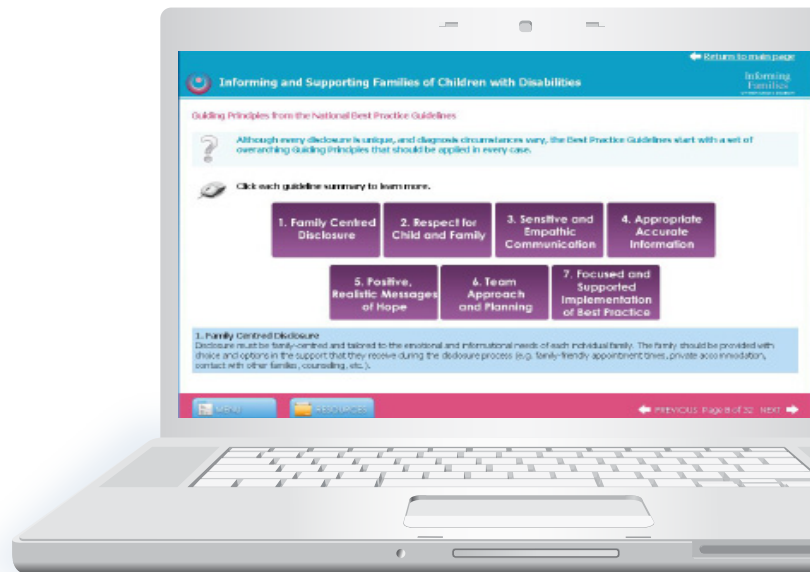 Return to main page
Informing and Supporting Families of Children with Disabilities
Informing
Families
Guiding Principles from the National Best Practice Guidelines
Although every disclosure is unique, and diagnosis circumstances vary, the Best Practice Guidelines start with a set of
overarching Guiding Principles that should be applied in every case.
Click each guideline summary to learn more.
1. Family Centred
Disclosure
2. Respect for
Child and Family
3. Sensitive and
Empathic
Communication
4. Appropriate
Accurate
Information
5. Positive,
Realistic Messages
of Hope
6. Team
Approach
and Planning
7. Focused and
Supported
Implementation
of Best Practice
1. Family Centred Disclosure
Disclosure must be family-centred and tailored to the emotional and informational needs of each individual family. The family should be provided with
choice and options in the support that they receive during the disclosure process (e.g. family-friendly appointment times, private accommodation,
contact with other families, counselling, etc.).
MENU
RESOURCES
PREVIOUS Page 8 of 32 NEXT